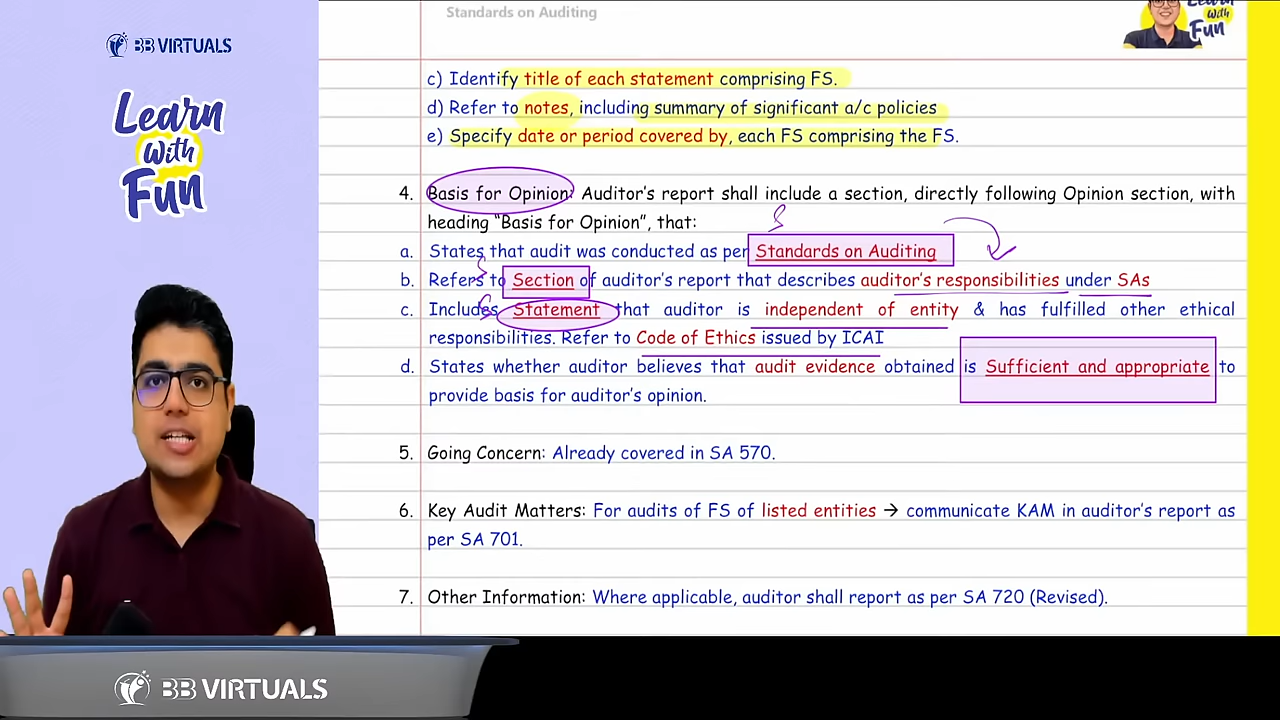 Standards on Auditing
Learn
with
Fun
BB VIRTUALS
Learn
With
Fun
c) Identify title of each statement comprising FS.
d) Refer to notes, including summary of significant a/c policies
e) Specify date or period covered by, each FS comprising the FS.
4. Basis for Opinion: Auditor's report shall include a section, directly following Opinion section, with
heading "Basis for Opinion", that:
a. States that audit was conducted as per Standards on Auditing
b. Refers to Section of auditor's report that describes auditor's responsibilities under SAs
c. Includes Statement that auditor is independent of entity & has fulfilled other ethical
responsibilities. Refer to Code of Ethics issued by ICAI
d. States whether auditor believes that audit evidence obtained is Sufficient and appropriate to
provide basis for auditor's opinion.
5. Going Concern: Already covered in SA 570.
6. Key Audit Matters: For audits of FS of listed entities → communicate KAM in auditor's report as
per SA 701.
7. Other Information: Where applicable, auditor shall report as per SA 720 (Revised).
BB VIRTUALS